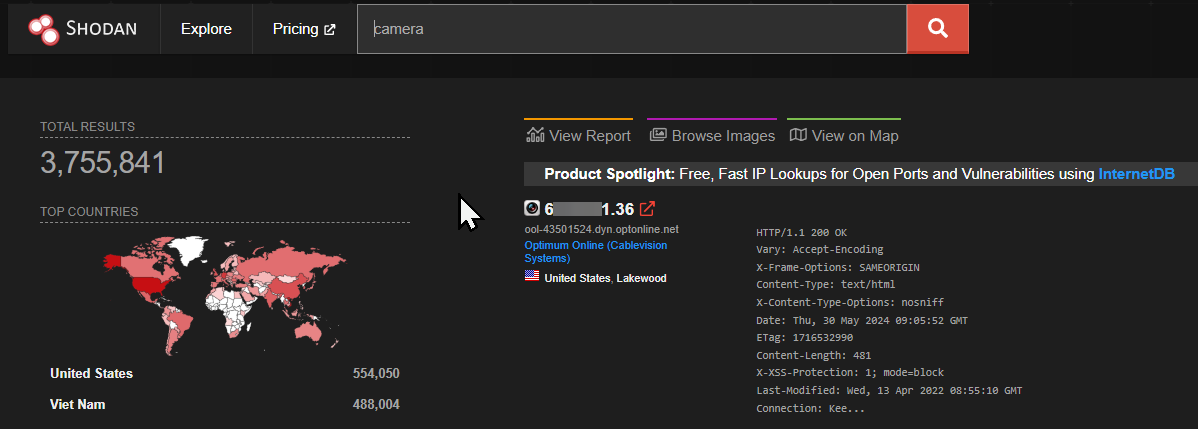 SHODAN Explore Pricing camera
TOTAL RESULTS
3,755,841
TOP COUNTRIES
United States 554,050
Viet Nam 488,004
View Report Browse Images View on Map
Product Spotlight: Free, Fast IP Lookups for Open Ports and Vulnerabilities using InternetDB
6 1.36
ool-43501524.dyn.optonline.net
Optimum Online (Cablevision
Systems)
United States, Lakewood
HTTP/1.1 200 OK
Vary: Accept-Encoding
X-Frame-Options: SAMEORIGIN
Content-Type: text/html
X-Content-Type-Options: nosniff
Date: Thu, 30 May 2024 09:05:52 GMT
ETag: 1716532990
Content-Length: 481
X-XSS-Protection: 1; mode=block
Last-Modified: Wed, 13 Apr 2022 08:55:10 GMT
Connection: Kee...